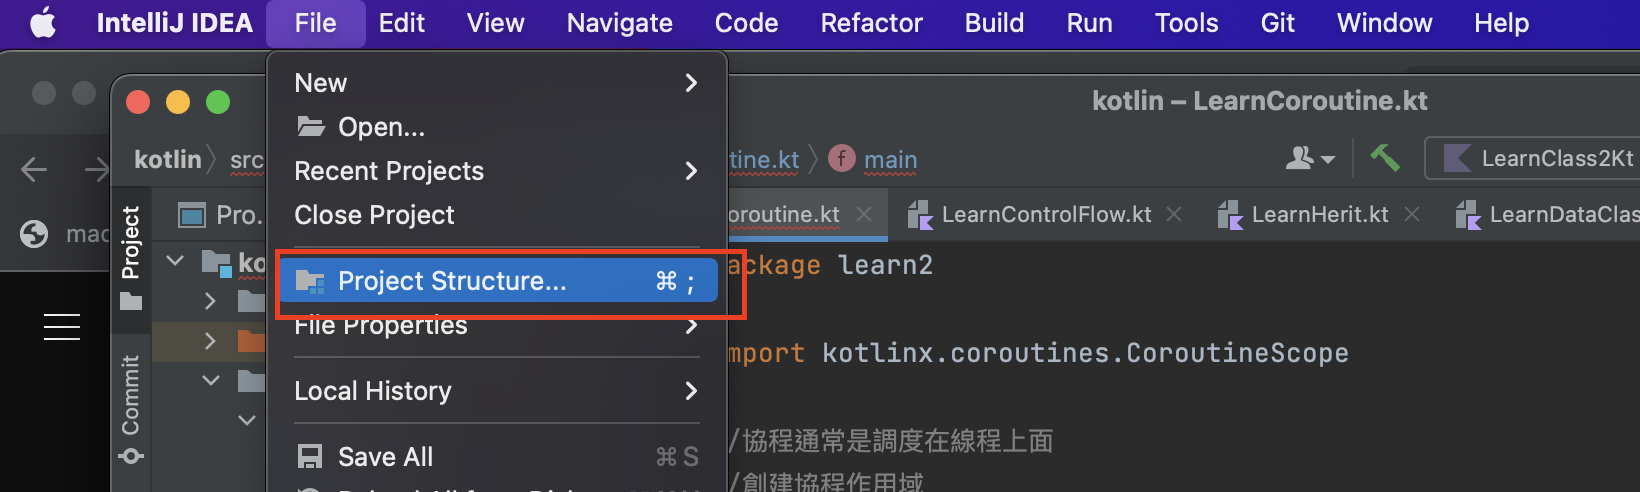 IntelliJ IDEA File Edit View Navigate Code Refactor Build Run Tools Git Window Help
kotlin – LearnCoroutine.kt
kotlin src tine.kt main LearnClass2Kt
Pro. oroutine.kt LearnControlFlow.kt LearnHerit.kt LearnDataClas
mac
Project
Commit
ko
New
Open...
Recent Projects
Close Project
Project Structure... ⌘ ;
File Properties
Local History
Save All ⌘ S
ackage learn2
mport kotlinx.coroutines.CoroutineScope
/協程通常是調度在線程上面
/創建協程作用域